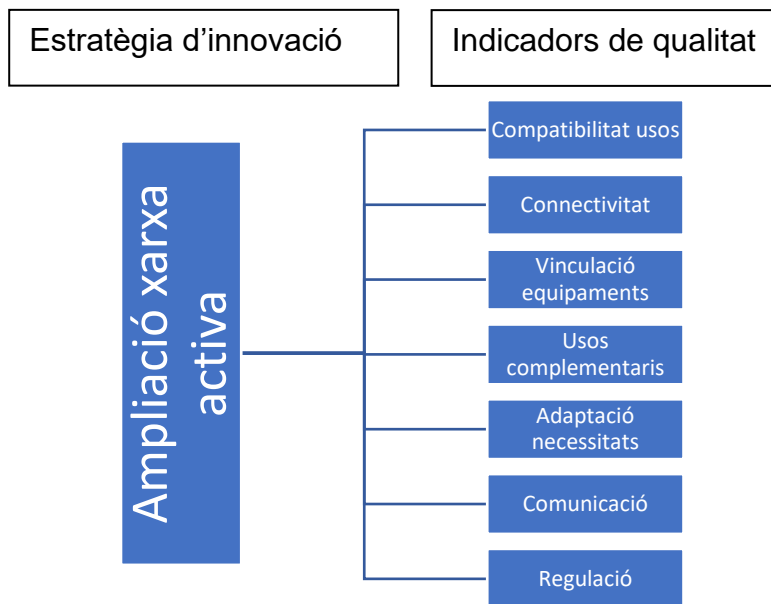 Estratègia d’innovació
Indicadors de qualitat
Ampliació xarxa
activa
Compatibilitat usos
Connectivitat
Vinculació
equipaments
Usos
complementaris
Adaptació
necessitats
Comunicació
Regulació